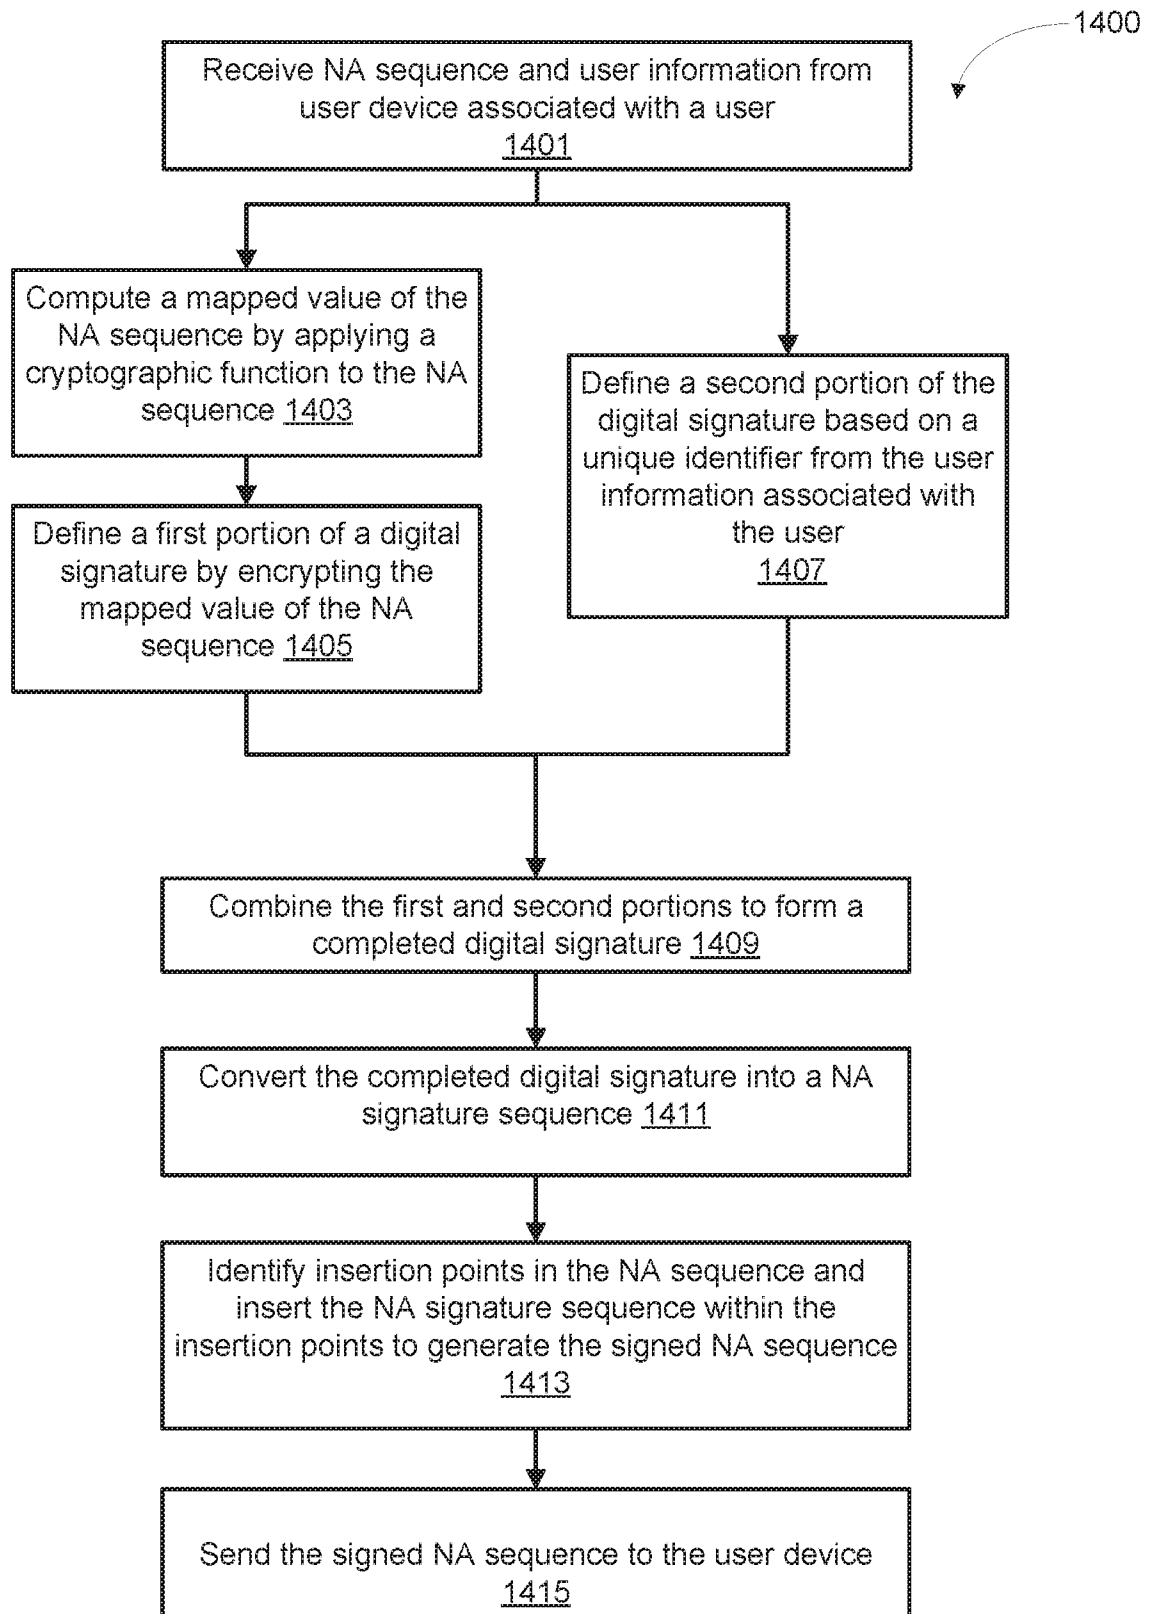 1400
Receive NA sequence and user information from
user device associated with a user
1401
Compute a mapped value of the
NA sequence by applying a
cryptographic function to the NA
sequence 1403
Define a first portion of a digital
signature by encrypting the
mapped value of the NA
sequence 1405
Define a second portion of the
digital signature based on a
unique identifier from the user
information associated with
the user
1407
Combine the first and second portions to form a
completed digital signature 1409
Convert the completed digital signature into a NA
signature sequence 1411
Identify insertion points in the NA sequence and
insert the NA signature sequence within the
insertion points to generate the signed NA sequence
1413
Send the signed NA sequence to the user device
1415